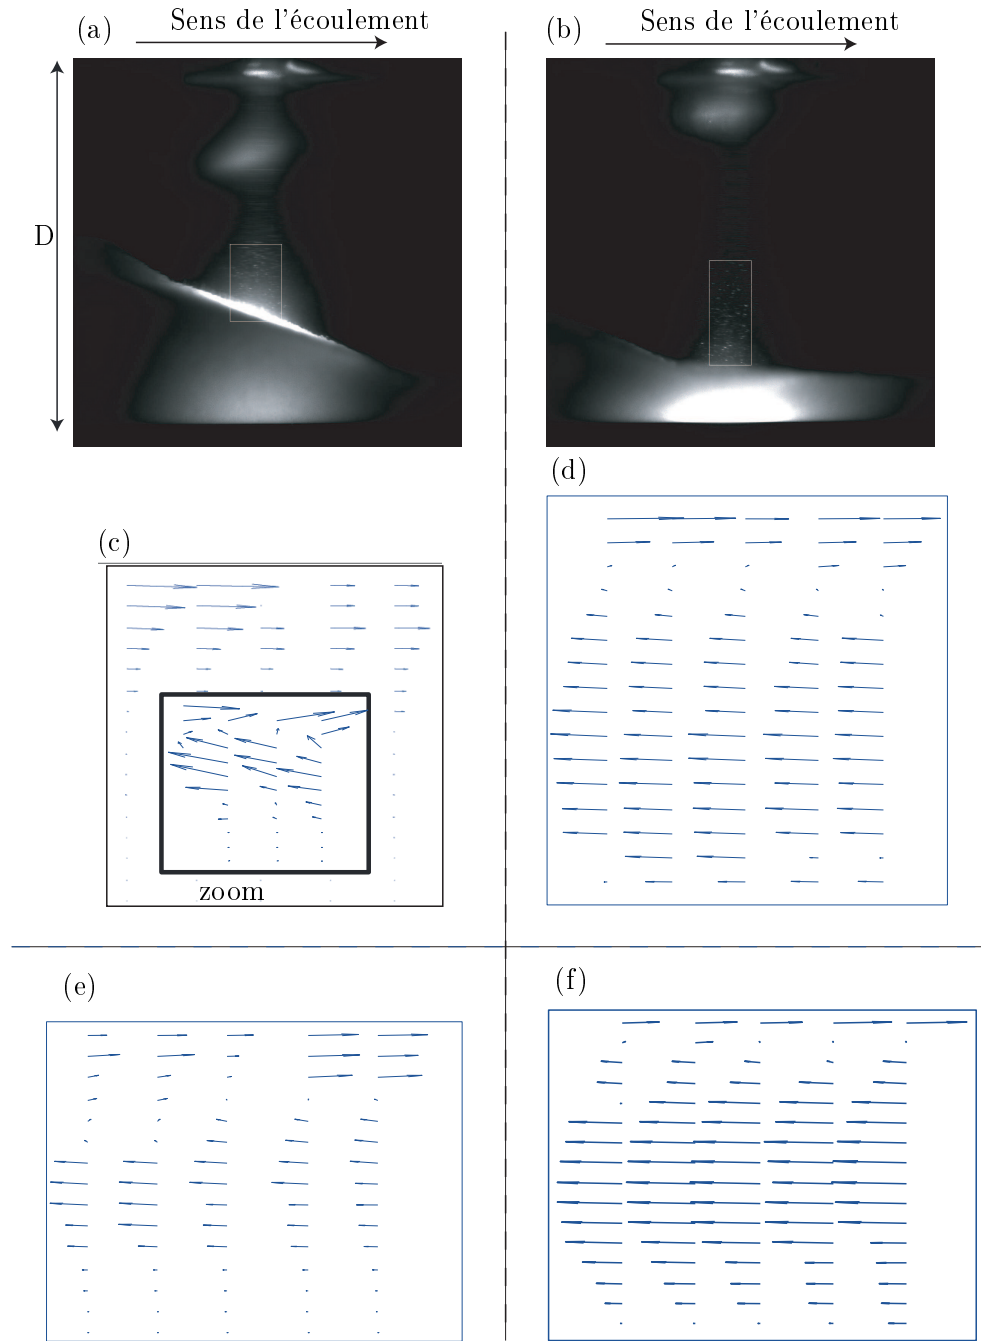 (a) Sens de l'écoulement
(b) Sens de l'écoulement
D
(c)
(d)
zoom
(e)
(f)